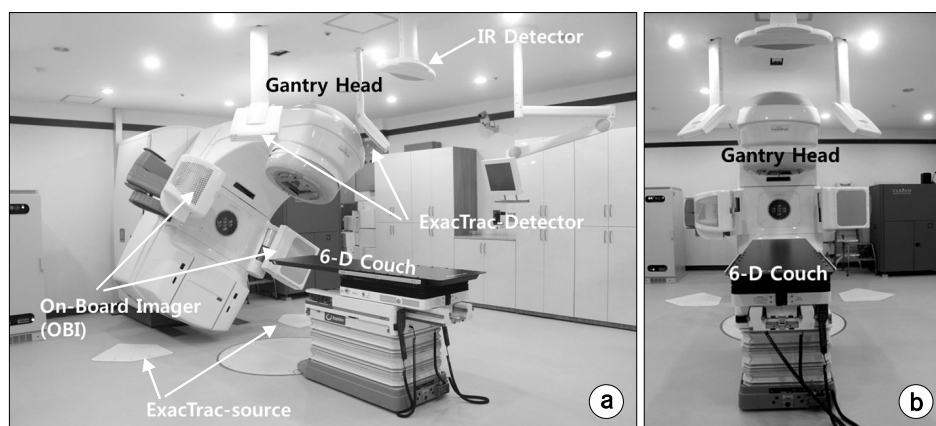 IR Detector
Gantry Head
ExacTrac-Detector
6-D Couch
On-Board Imager
(OBI)
ExacTrac-source
a
Gantry Head
6-D Couch
b